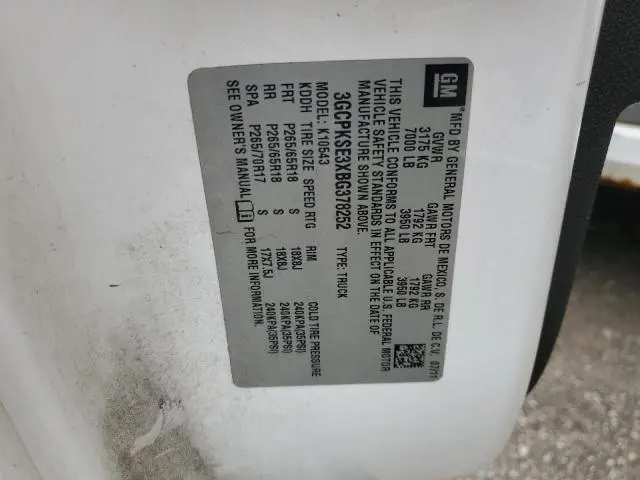 GM
MFD BY GENERAL MOTORS DE MEXICO, S. DE R.L. DE C.V. 07/11
GVWR GAWR FRT GAWR RR
3175 KG 1792 KG 1792 KG
7000 LB 3950 LB 3950 LB
THIS VEHICLE CONFORMS TO ALL APPLICABLE U.S. FEDERAL MOTOR
VEHICLE SAFETY STANDARDS IN EFFECT ON THE DATE OF
MANUFACTURE SHOWN ABOVE.
3GCPKSE3XBG378252 TYPE: TRUCK
MODEL: K10543
KDDH TIRE SIZE SPEED RTG RIM COLD TIRE PRESSURE
FRT P265/65R18 S 18X8J 240KPA(35PSI)
RR P265/65R18 S 18X8J 240KPA(35PSI)
SPA P265/70R17 S 17X7.5J 240KPA(35PSI)
SEE OWNER'S MANUAL FOR MORE INFORMATION.